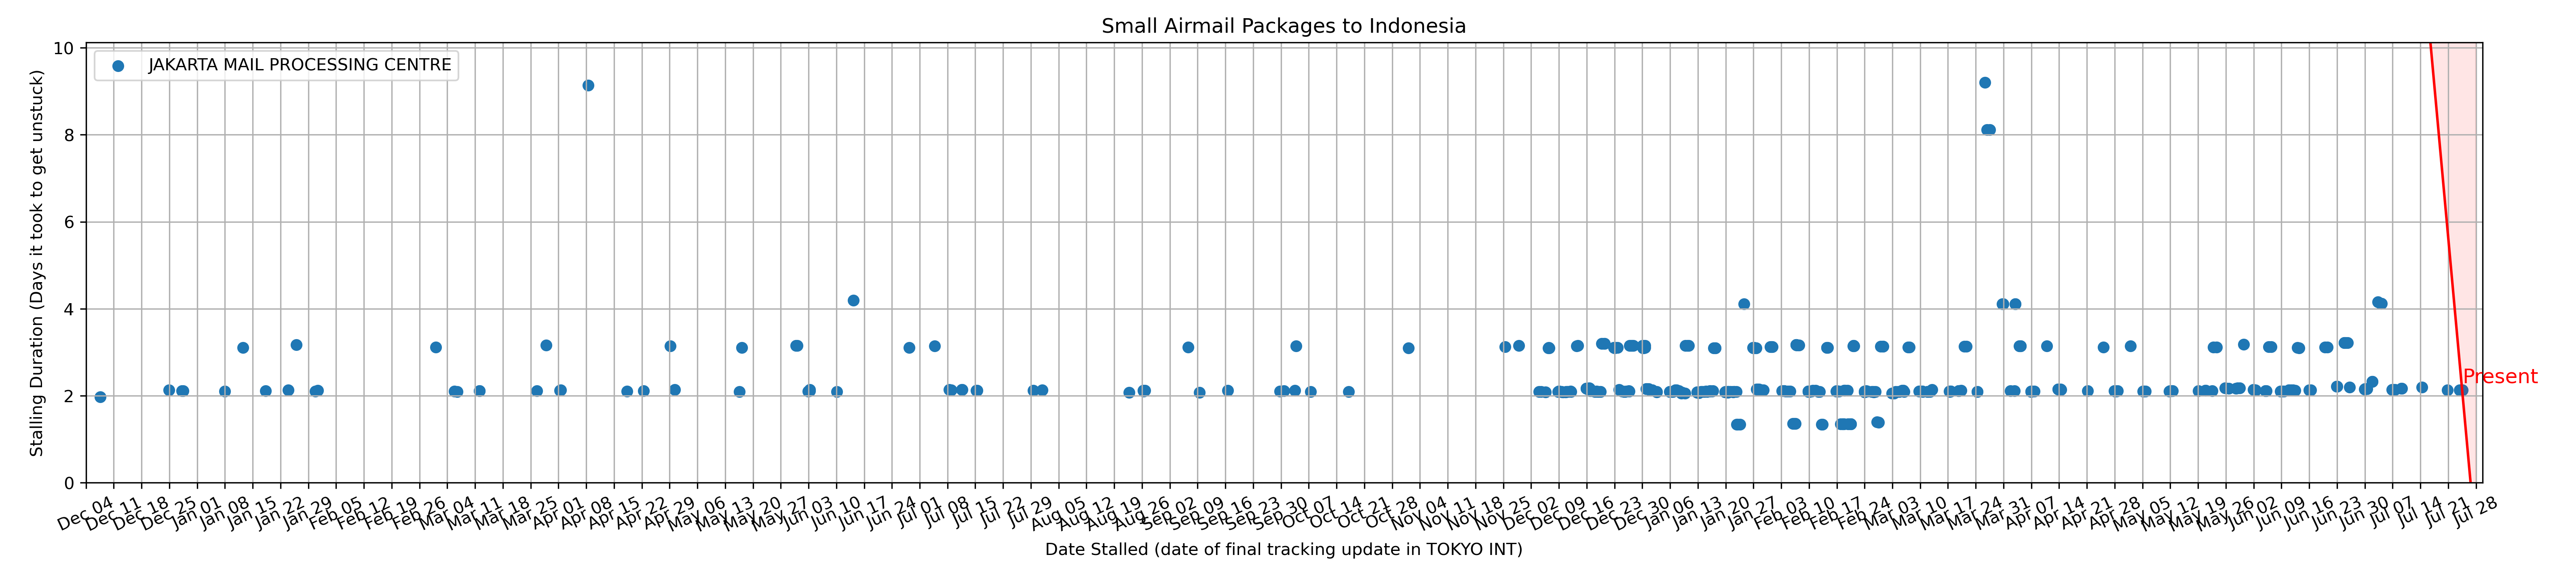 Small Airmail Packages to Indonesia
JAKARTA MAIL PROCESSING CENTRE
10
8
6
4
2
0
Stalling Duration (Days it took to get unstuck)
Present
Dec 04 Dec 11 Dec 18 Dec 25 Jan 01 Jan 08 Jan 15 Jan 22 Jan 29 Feb 05 Feb 12 Feb 19 Feb 26 Mar 04 Mar 11 Mar 18 Mar 25 Apr 01 Apr 08 Apr 15 Apr 22 Apr 29 May 06 May 13 May 20 May 27 Jun 03 Jun 10 Jun 17 Jun 24 Jul 01 Jul 08 Jul 15 Jul 22 Jul 29 Aug 05 Aug 12 Aug 19 Aug 26 Sep 02 Sep 09 Sep 16 Sep 23 Sep 30 Oct 07 Oct 14 Oct 21 Oct 28 Nov 04 Nov 11 Nov 18 Nov 25 Dec 02 Dec 09 Dec 16 Dec 23 Dec 30 Jan 06 Jan 13 Jan 20 Jan 27 Feb 03 Feb 10 Feb 17 Feb 24 Mar 03 Mar 10 Mar 17 Mar 24 Mar 31 Apr 07 Apr 14 Apr 21 Apr 28 May 05 May 12 May 19 May 26 Jun 02 Jun 09 Jun 16 Jun 23 Jun 30 Jul 07 Jul 14 Jul 21 Jul 28
Date Stalled (date of final tracking update in TOKYO INT)